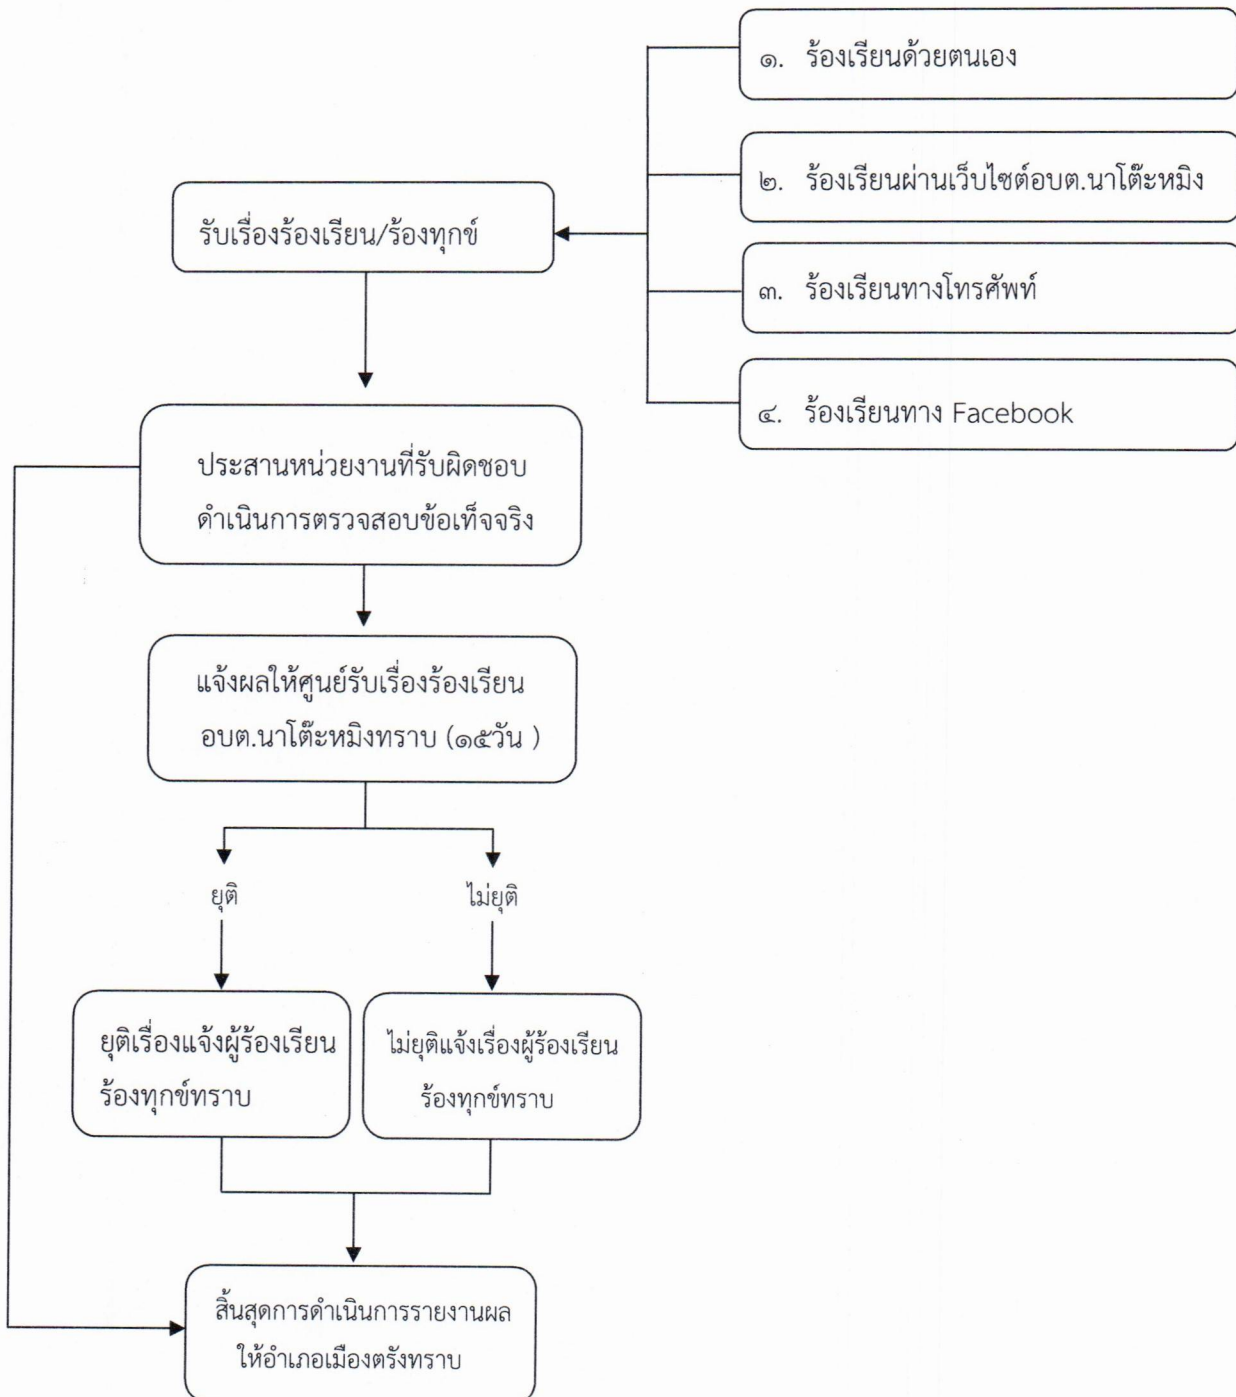 ๑. ร้องเรียนด้วยตนเอง
๒. ร้องเรียนผ่านเว็บไซต์อบต.นาโต๊ะหมิง
รับเรื่องร้องเรียน/ร้องทุกข์
๓. ร้องเรียนทางโทรศัพท์
๔. ร้องเรียนทาง Facebook
ประสานหน่วยงานที่รับผิดชอบ
ดำเนินการตรวจสอบข้อเท็จจริง
แจ้งผลให้ศูนย์รับเรื่องร้องเรียน
อบต.นาโต๊ะหมิงทราบ (๑๕วัน )
ยุติ
ไม่ยุติ
ยุติเรื่องแจ้งผู้ร้องเรียน
ร้องทุกข์ทราบ
ไม่ยุติแจ้งเรื่องผู้ร้องเรียน
ร้องทุกข์ทราบ
สิ้นสุดการดำเนินการรายงานผล
ให้อำเภอเมืองตรังทราบ